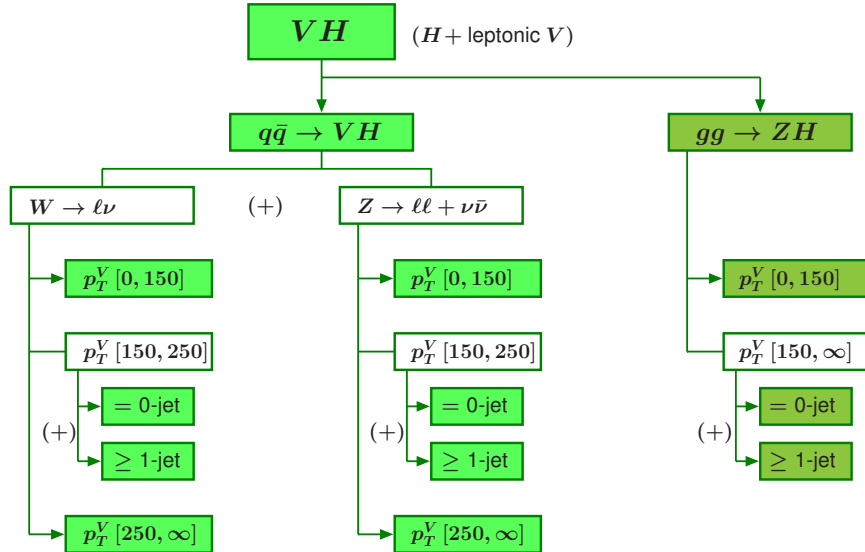 VH (H + leptonic V)
qq̄ → VH
gg → ZH
W → ℓν
(+)
Z → ℓℓ + νν̄
p_T^V [0, 150]
p_T^V [0, 150]
p_T^V [0, 150]
p_T^V [150, 250]
p_T^V [150, 250]
p_T^V [150, ∞]
= 0-jet
= 0-jet
= 0-jet
(+)
(+)
(+)
≥ 1-jet
≥ 1-jet
≥ 1-jet
p_T^V [250, ∞]
p_T^V [250, ∞]